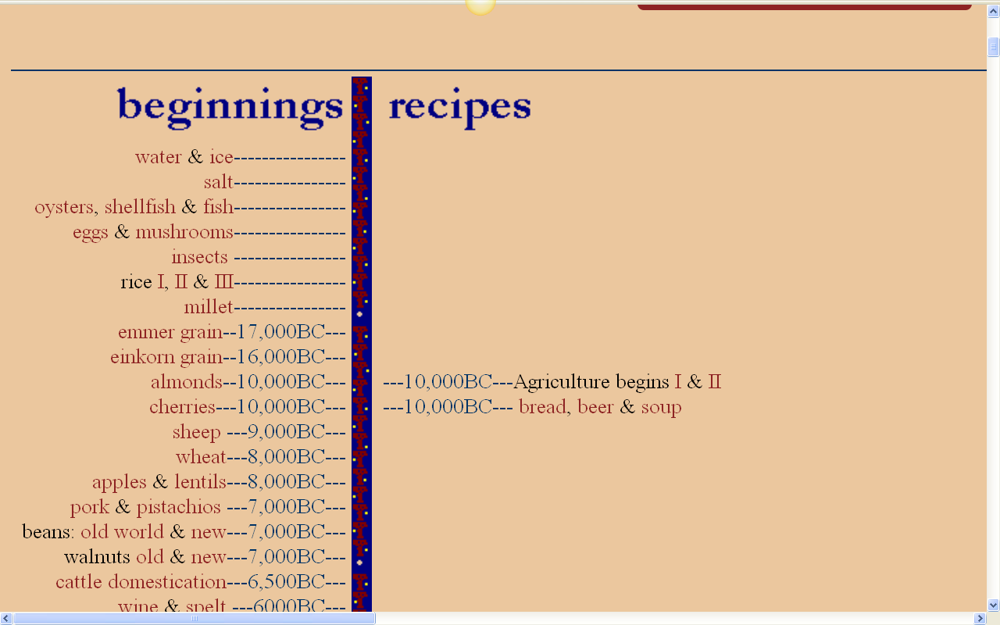 beginnings recipes
water & ice----------------
salt----------------
oysters, shellfish & fish----------------
eggs & mushrooms----------------
insects ----------------
rice I, II & III----------------
millet----------------
emmer grain--17,000BC---
einkorn grain--16,000BC---
almonds--10,000BC--- ---10,000BC---Agriculture begins I & II
cherries---10,000BC--- ---10,000BC--- bread, beer & soup
sheep ---9,000BC---
wheat---8,000BC---
apples & lentils---8,000BC---
pork & pistachios ---7,000BC---
beans: old world & new---7,000BC---
walnuts old & new---7,000BC---
cattle domestication---6,500BC---
wine & spelt ---6000BC---